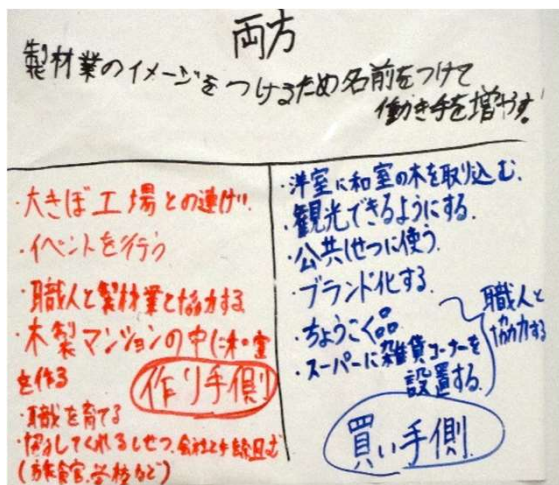 両方
製材業のイメージをつけるため名前をつけて
働き手を増やす。
・大きぼ工場との連けい
・イベントを行う
・職人と製材業と協力する
・木製マンションの中に和室
を作る
作り手側
・職を育てる
・協力してくれるしせつ、会社と手を組む
(旅館、学校など)
・洋室に和室の木を取り込む。
・観光できるようにする。
・公共しせつに使う。
・ブランド化する。
・ちょうこく品
・スーパーに雑貨コーナーを
設置する。
職人と
協力する
買い手側